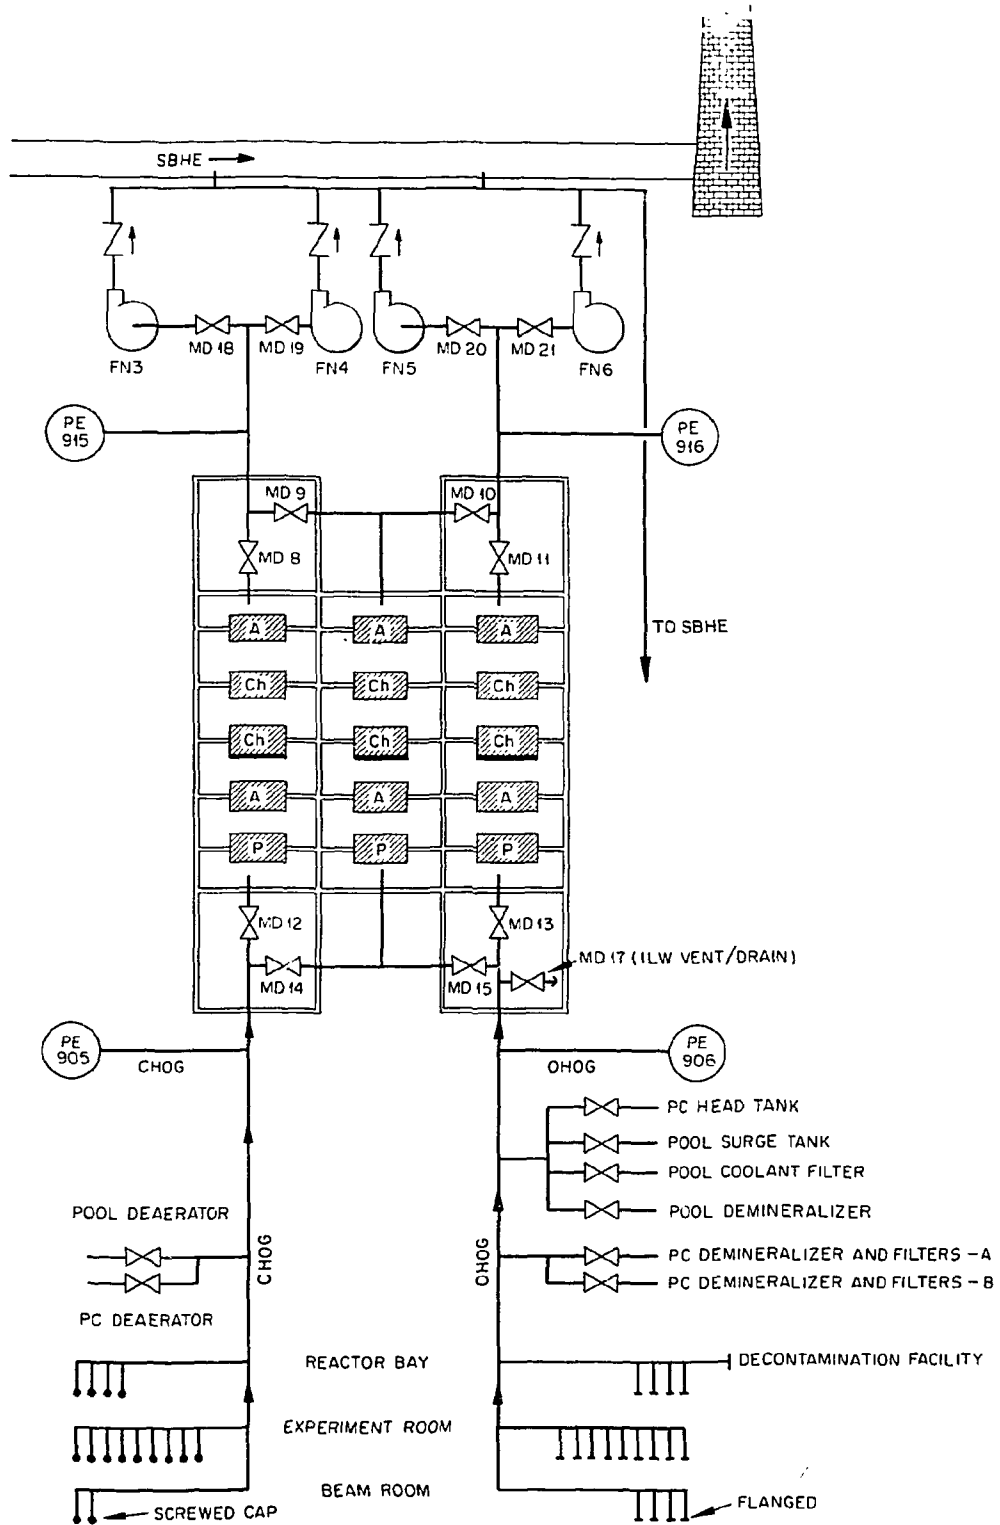 SBHE
MD 18
MD 19
MD 20
MD 21
FN3
FN4
FN5
FN6
PE
915
PE
916
MD 9
MD 10
MD 8
MD 11
A
A
A
TO SBHE
Ch
Ch
Ch
Ch
Ch
Ch
A
A
A
P
P
P
MD 12
MD 13
MD 17 (ILW VENT/DRAIN)
MD 14
MD 15
PE
905
CHOG
OHOG
PE
906
PC HEAD TANK
POOL SURGE TANK
POOL COOLANT FILTER
POOL DEMINERALIZER
POOL DEAERATOR
CHOG
OHOG
PC DEMINERALIZER AND FILTERS - A
PC DEMINERALIZER AND FILTERS - B
PC DEAERATOR
REACTOR BAY
DECONTAMINATION FACILITY
EXPERIMENT ROOM
BEAM ROOM
SCREWED CAP
FLANGED